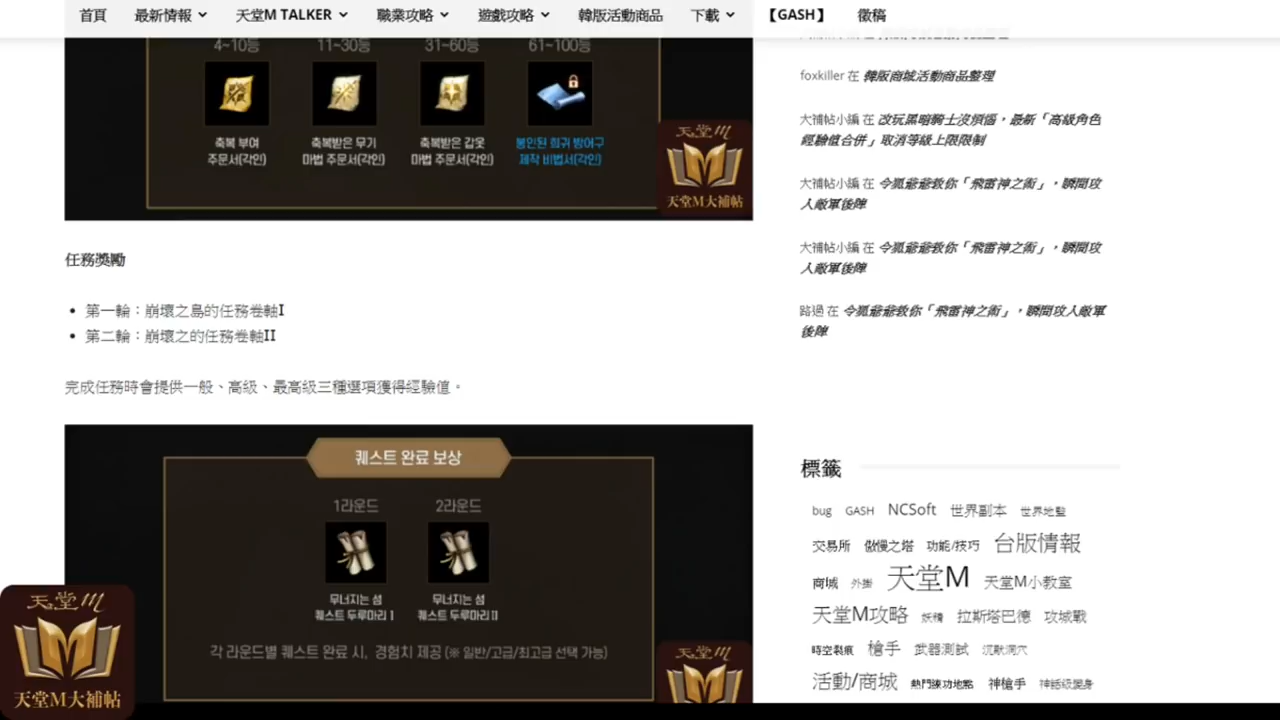 首頁 最新情報 天堂M TALKER 職業攻略 遊戲攻略 韓版活動商品 下載 【GASH】 徵稿
4~10등 11~30등 31~60등 61~100등
축복 부여 주문서(각인)
축복받은 무기 마법 주문서(각인)
축복받은 갑옷 마법 주문서(각인)
봉인된 희귀 방어구 제작 비법서(각인)
天堂M
天堂M大補帖
任務獎勵
第一輪：崩壞之島的任務卷軸I
第二輪：崩壞之的任務卷軸II
完成任務時會提供一般、高級、最高級三種選項獲得經驗值。
퀘스트 완료 보상
1라운드 2라운드
무너지는 섬 퀘스트 두루마리 I
무너지는 섬 퀘스트 두루마리 II
각 라운드별 퀘스트 완료 시, 경험치 제공 (※ 일반/고급/최고급 선택 가능)
天堂M
天堂M
天堂M大補帖
foxkiller 在 韓版商城活動商品整理
大補帖小編 在 改玩黑暗騎士沒煩惱，最新「高級角色
經驗值合併」取消等級上限限制
大補帖小編 在 令狐爺爺教你「飛雷神之術」，瞬間攻
入敵軍後陣
大補帖小編 在 令狐爺爺教你「飛雷神之術」，瞬間攻
入敵軍後陣
路過 在 令狐爺爺教你「飛雷神之術」，瞬間攻入敵軍
後陣
標籤
bug GASH NCSoft 世界副本 世界地監
交易所 傲慢之塔 功能/技巧 台版情報
商城 外掛 天堂M 天堂M小教室
天堂M攻略 妖精 拉斯塔巴德 攻城戰
時空裂痕 槍手 武器測試 沉默洞穴
活動/商城 熱門練功地點 神槍手 神話級變身